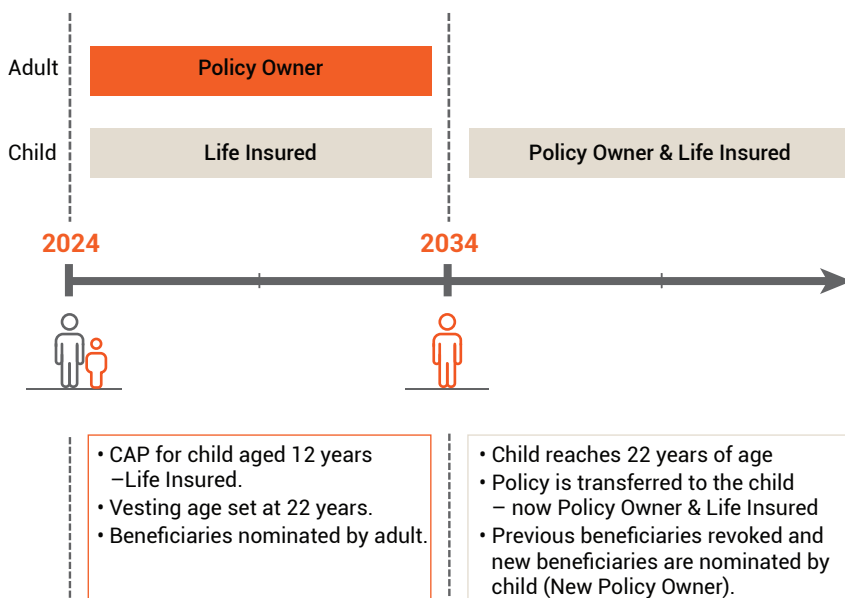 Adult
Policy Owner
Child
Life Insured
Policy Owner & Life Insured
2024
2034
• CAP for child aged 12 years
–Life Insured.
• Vesting age set at 22 years.
• Beneficiaries nominated by adult.
• Child reaches 22 years of age
• Policy is transferred to the child
– now Policy Owner & Life Insured
• Previous beneficiaries revoked and
new beneficiaries are nominated by
child (New Policy Owner).